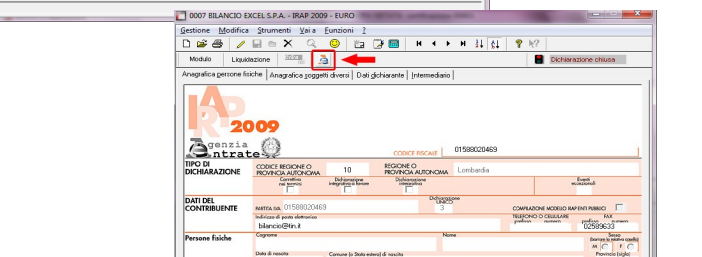 0007 BILANCIO EXCEL S.P.A. - IRAP 2009 - EURO
Gestione Modifica Strumenti Vai a Funzioni ?
Modulo Liquidazione Dichiarazione chiusa
Anagrafica persone fisiche Anagrafica soggetti diversi Dati dichiarante Intermediario
IRAP
2009
Agenzia
Entrate
CODICE FISCALE 01588020469
TIPO DI DICHIARAZIONE
CODICE REGIONE O PROVINCIA AUTONOMA 10 REGIONE O PROVINCIA AUTONOMA Lombardia
Correttiva nei termini Dichiarazione integrativa a favore Dichiarazione integrativa Eventi eccezionali
DATI DEL CONTRIBUENTE
PARTITA IVA 01588020469 Dichiarazione UNICO 3 COMPILAZIONE MODELLO RAP ENTI PUBBLICI
Indirizzo di posta elettronica TELEFONO O CELLULARE FAX
prefisso numero prefisso numero
bilancio@tin.it 02589633
Persone fisiche Cognome Nome Sesso
(barrare la relativa casella)
M F
Data di nascita Comune (o Stato estero) di nascita Provincia (sigla)